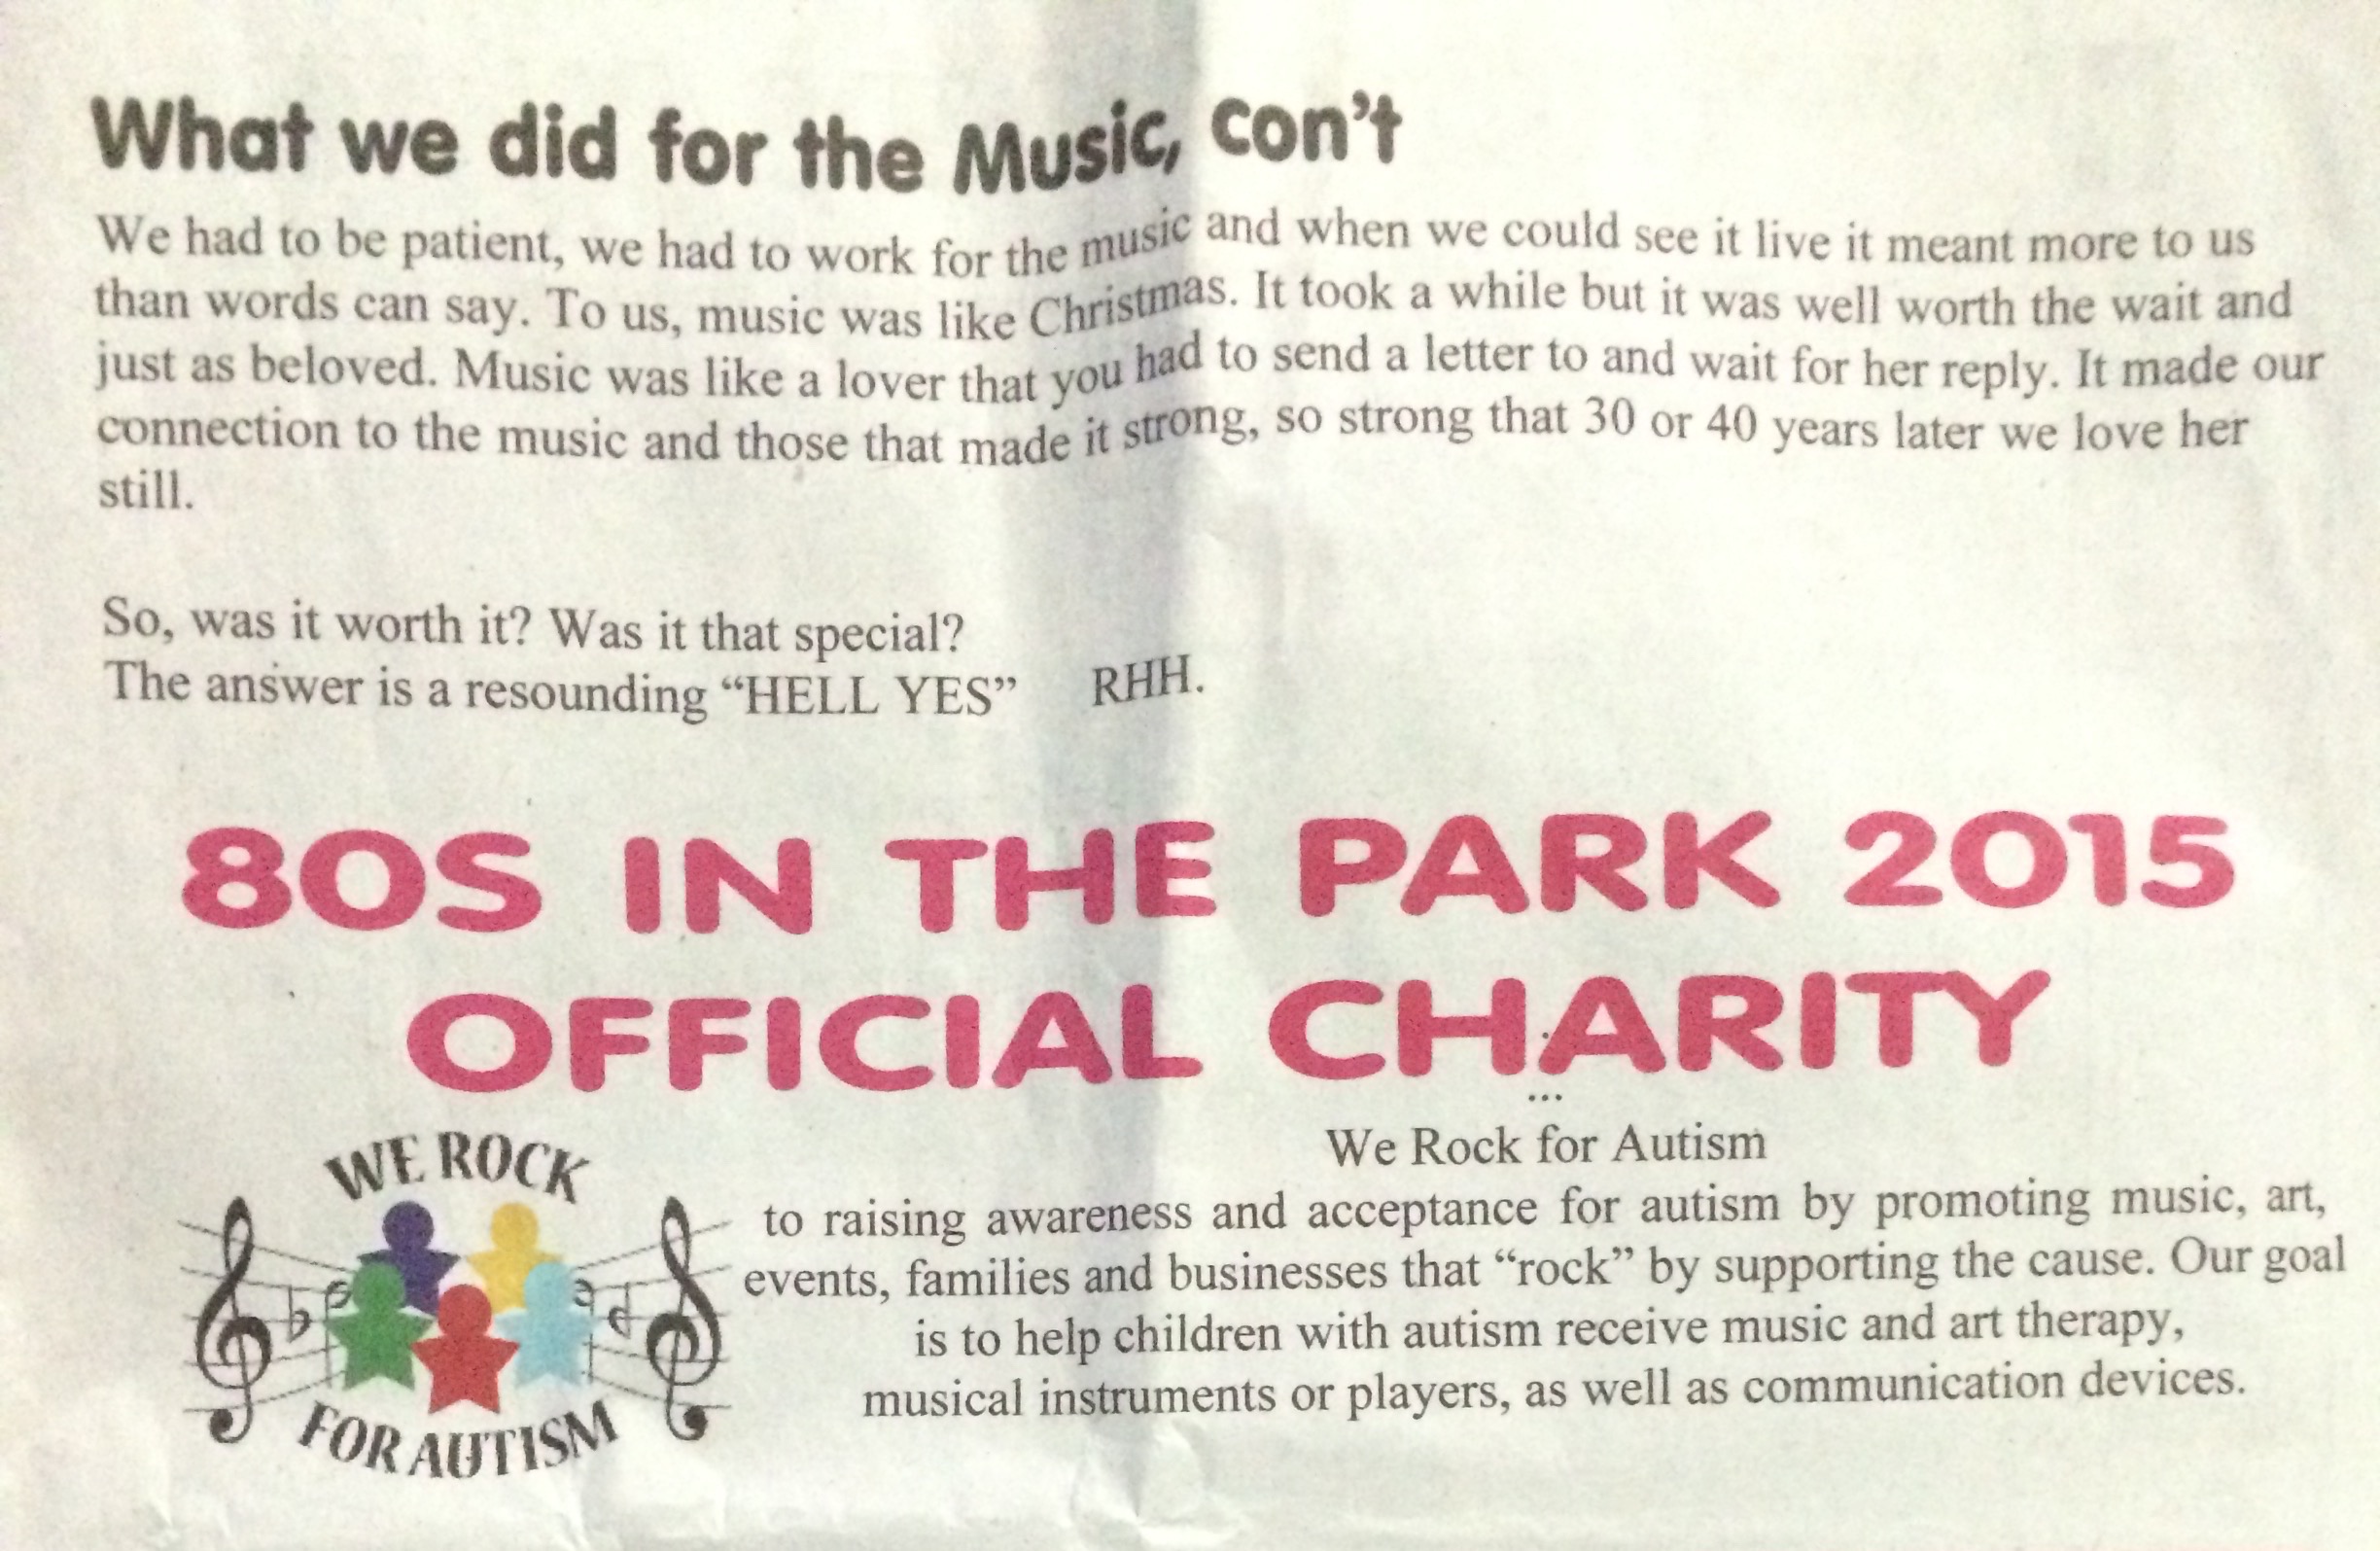 What we did for the Music, con't
We had to be patient, we had to work for the music and when we could see it live it meant more to us
than words can say. To us, music was like Christmas. It took a while but it was well worth the wait and
just as beloved. Music was like a lover that you had to send a letter to and wait for her reply. It made our
connection to the music and those that made it strong, so strong that 30 or 40 years later we love her
still.
So, was it worth it? Was it that special?
The answer is a resounding “HELL YES” RHH.
80S IN THE PARK 2015
OFFICIAL CHARITY
...
We Rock for Autism
to raising awareness and acceptance for autism by promoting music, art,
events, families and businesses that “rock” by supporting the cause. Our goal
is to help children with autism receive music and art therapy,
musical instruments or players, as well as communication devices.
WE ROCK
FOR AUTISM